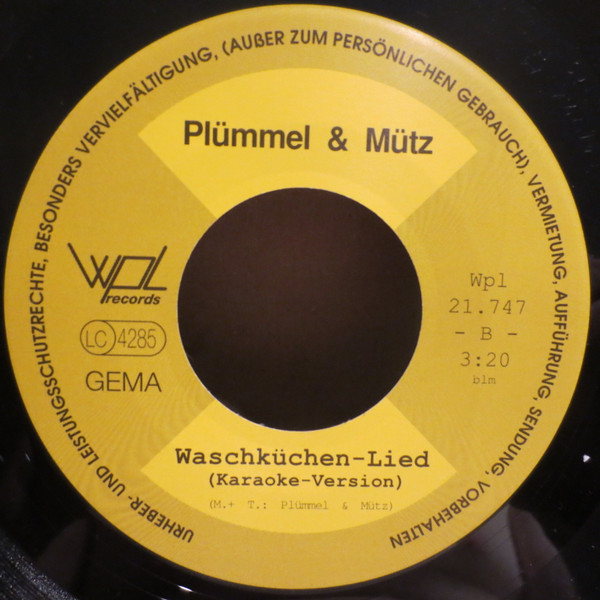 URHEBER- UND LEISTUNGSSCHUTZRECHTE, BESONDERS VERVIELFÄLTIGUNG, (AUßER ZUM PERSÖNLICHEN GEBRAUCH), VERMIETUNG, AUFFÜHRUNG, SENDUNG, VORBEHALTEN
Plümmel & Mütz
WPL
records
LC 4285
GEMA
Wpl
21.747
- B -
3:20
blm
Waschküchen-Lied
(Karaoke-Version)
(M.+ T.: Plümmel & Mütz)